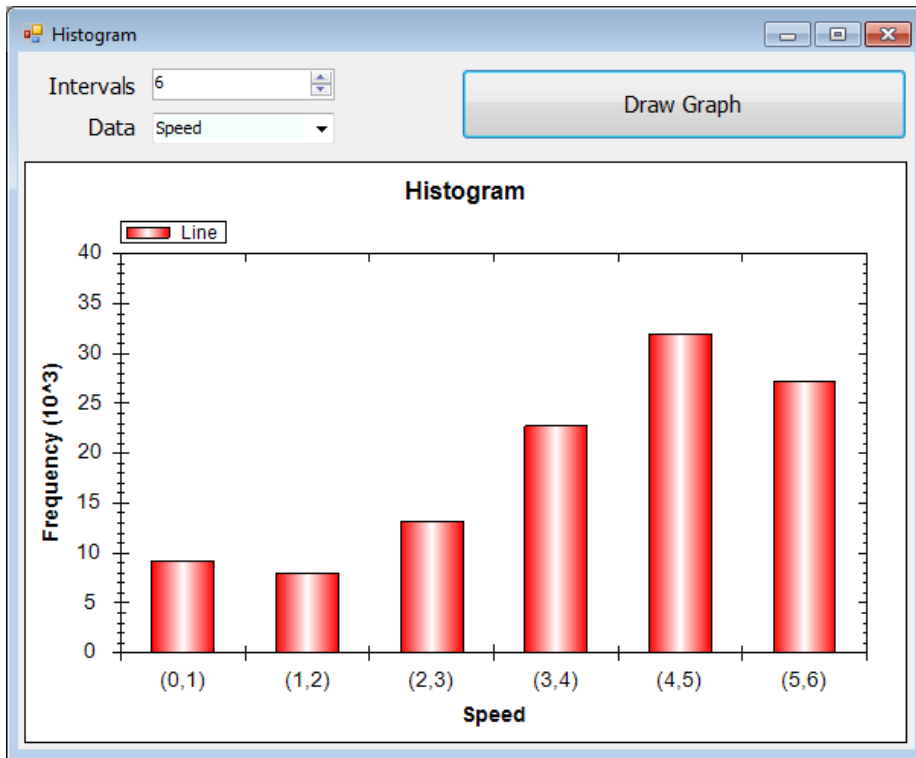 Histogram
Intervals 6
Draw Graph
Data Speed
Histogram
Line
40
35
30
25
20
15
10
5
0
Frequency (10^3)
(0,1) (1,2) (2,3) (3,4) (4,5) (5,6)
Speed